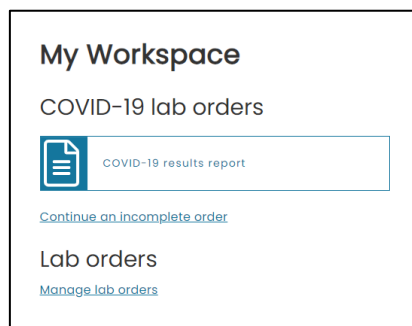 My Workspace
COVID-19 lab orders
COVID-19 results report
Continue an incomplete order
Lab orders
Manage lab orders